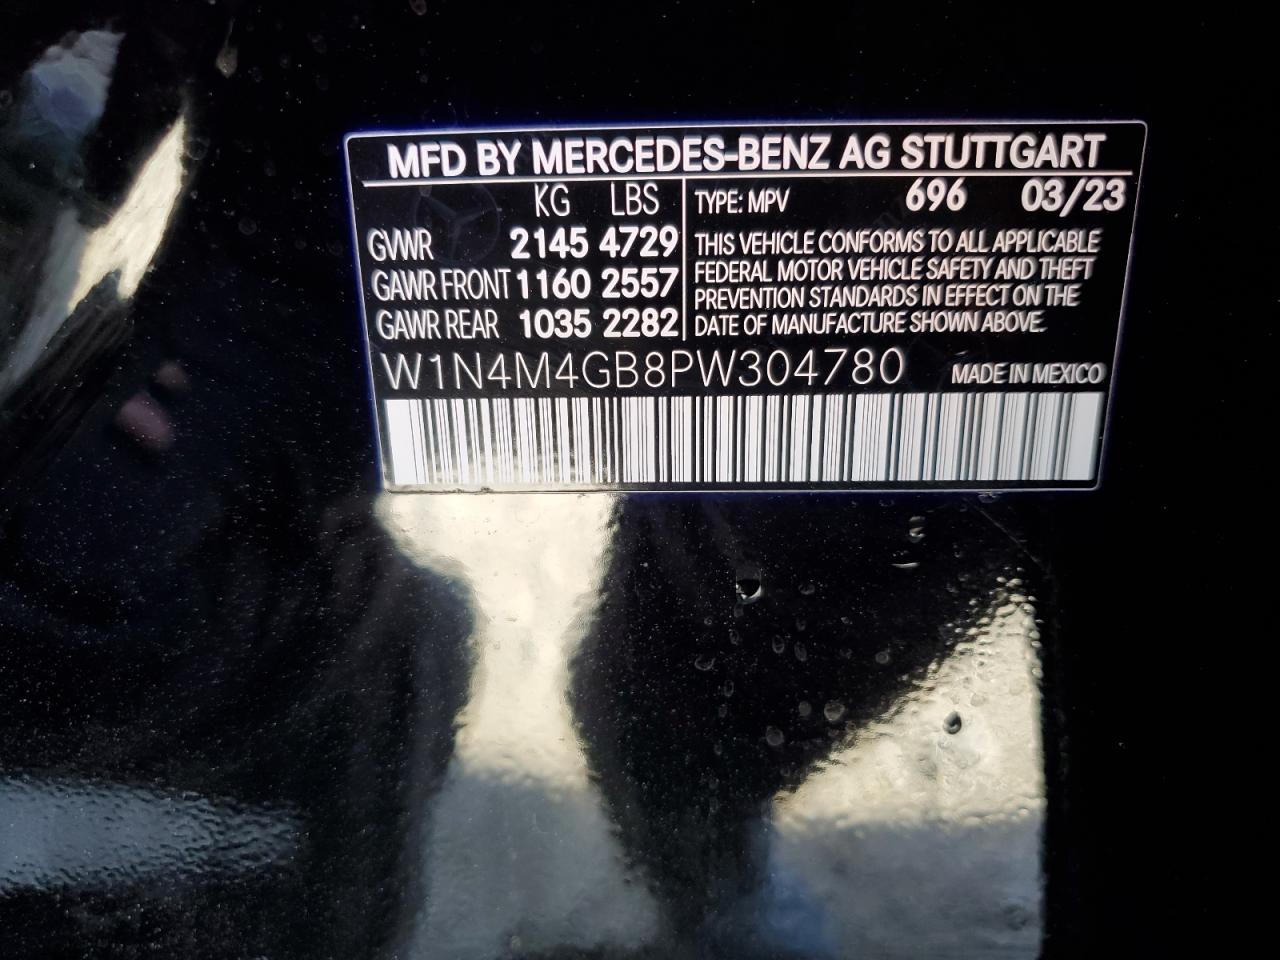 MFD BY MERCEDES-BENZ AG STUTTGART
KG LBS
GVWR 2145 4729
GAWR FRONT 1160 2557
GAWR REAR 1035 2282
TYPE: MPV 696 03/23
THIS VEHICLE CONFORMS TO ALL APPLICABLE
FEDERAL MOTOR VEHICLE SAFETY AND THEFT
PREVENTION STANDARDS IN EFFECT ON THE
DATE OF MANUFACTURE SHOWN ABOVE.
W1N4M4GB8PW304780 MADE IN MEXICO